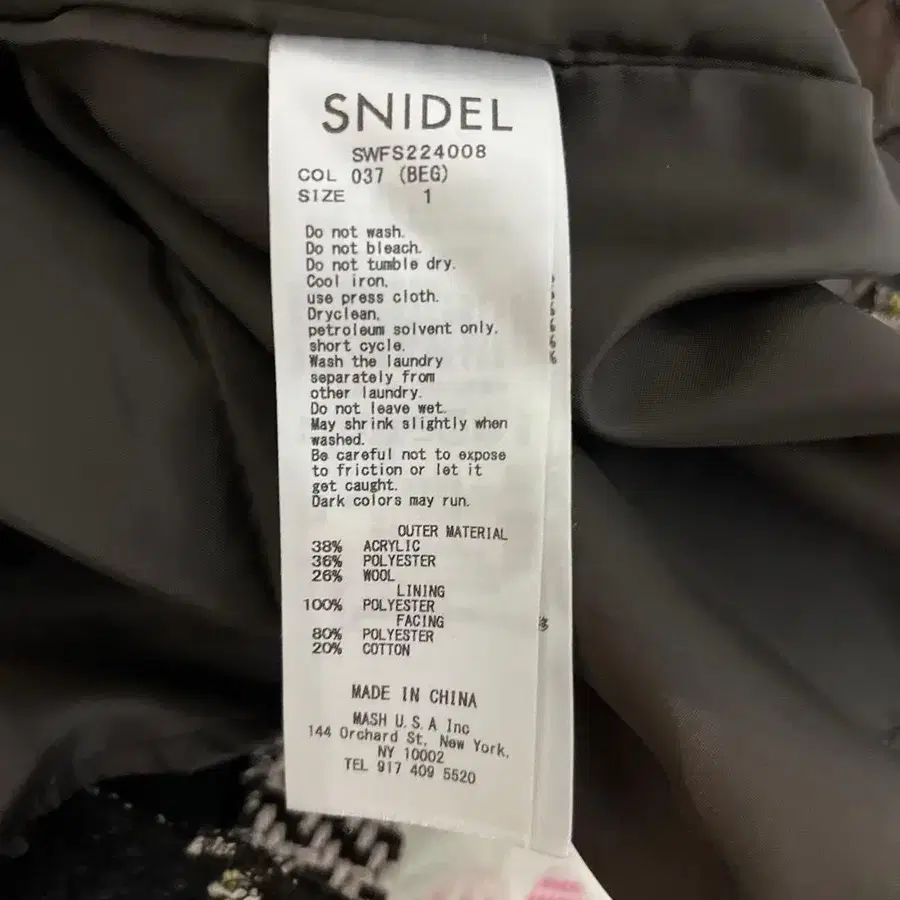 SNIDEL
SWFS224008
COL 037 (BEG)
SIZE 1
Do not wash.
Do not bleach.
Do not tumble dry.
Cool iron,
use press cloth.
Dryclean,
petroleum solvent only.
short cycle.
Wash the laundry
separately from
other laundry.
Do not leave wet.
May shrink slightly when
washed.
Be careful not to expose
to friction or let it
get caught.
Dark colors may run.
OUTER MATERIAL
38% ACRYLIC
36% POLYESTER
26% WOOL
LINING
100% POLYESTER
FACING
80% POLYESTER
20% COTTON
MADE IN CHINA
MASH U.S.A Inc
144 Orchard St, New York,
NY 10002
TEL 917 409 5520